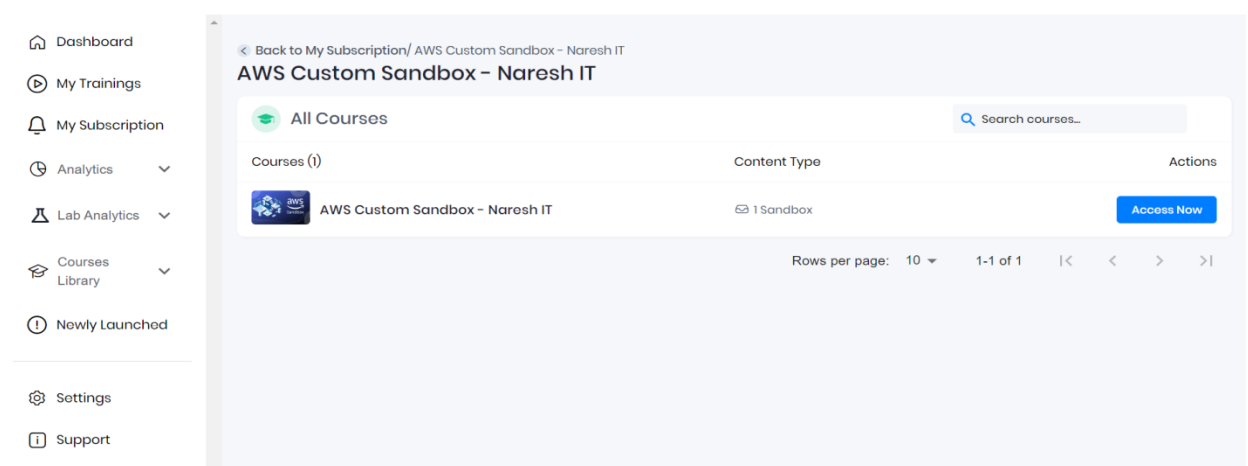 Dashboard
My Trainings
My Subscription
Analytics
Lab Analytics
Courses
Library
Newly Launched
Settings
Support
Back to My Subscription/ AWS Custom Sandbox - Naresh IT
AWS Custom Sandbox - Naresh IT
All Courses
Search courses...
Courses (1) Content Type Actions
aws
AWS Custom Sandbox - Naresh IT 1 Sandbox Access Now
Rows per page: 10 1-1 of 1